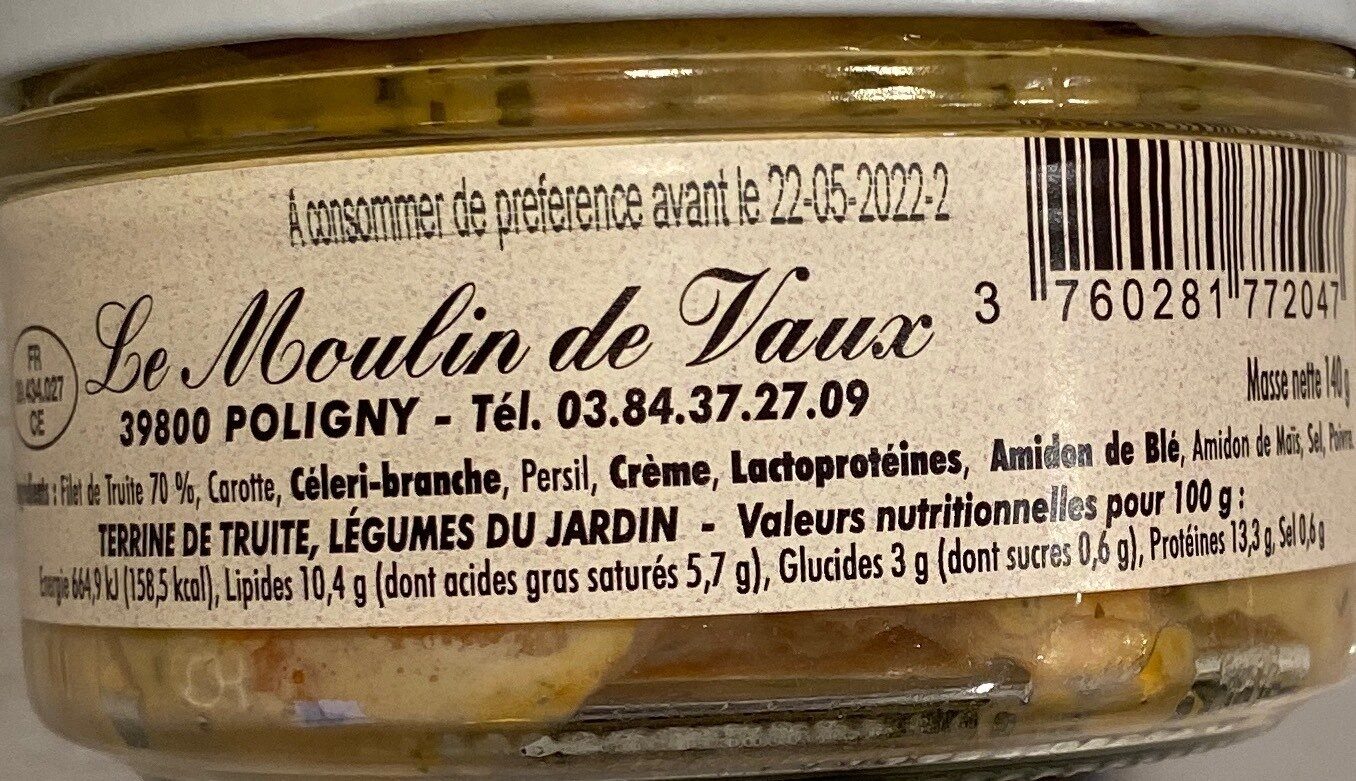 A consommer de preference avant le 22-05-2022-2
Le Moulin de Vaux
3 760281 772047
FR
CE
39800 POLIGNY - Tél. 03.84.37.27.09
Masse nette 140 g
Ingrédients : Filet de Truite 70 %, Carotte, Céleri-branche, Persil, Crème, Lactoprotéines, Amidon de Blé, Amidon de Maïs, Sel, Poivre
TERRINE DE TRUITE, LÉGUMES DU JARDIN - Valeurs nutritionnelles pour 100 g :
Energie 664,9 kJ (158,5 kcal), Lipides 10,4 g (dont acides gras saturés 5,7 g), Glucides 3 g (dont sucres 0,6 g), Protéines 13,3 g, Sel 0,6 g